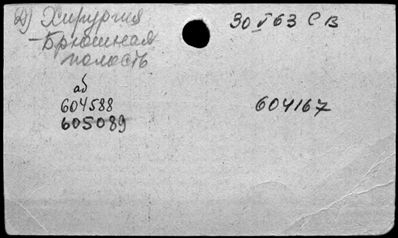 Д) Хирургия
30 V 63 СВ
-Брюшная
полость
аб
604588
604167
605089